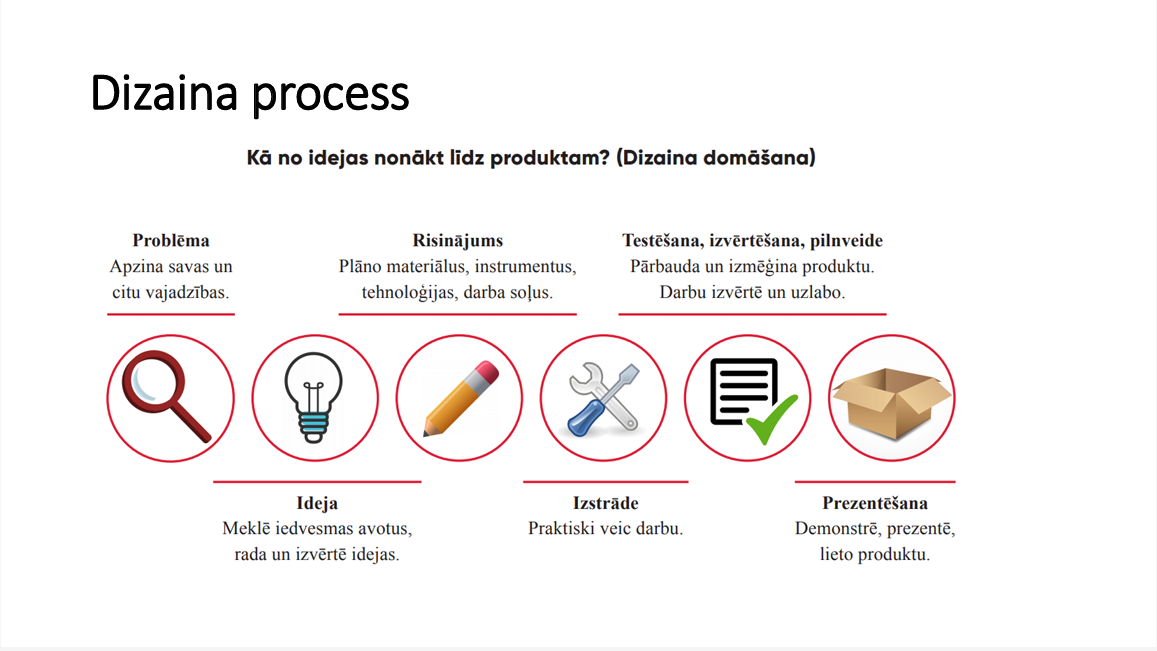 Dizaina process
Kā no idejas nonākt līdz produktam? (Dizaina domāšana)
Problēma
Apzina savas un
citu vajadzības.
Ideja
Meklē iedvesmas avotus,
rada un izvērtē idejas.
Risinājums
Plāno materiālus, instrumentus,
tehnoloģijas, darba soļus.
Izstrāde
Praktiski veic darbu.
Testēšana, izvērtēšana, pilnveide
Pārbauda un izmēģina produktu.
Darbu izvērtē un uzlabo.
Prezentēšana
Demonstrē, prezentē,
lieto produktu.